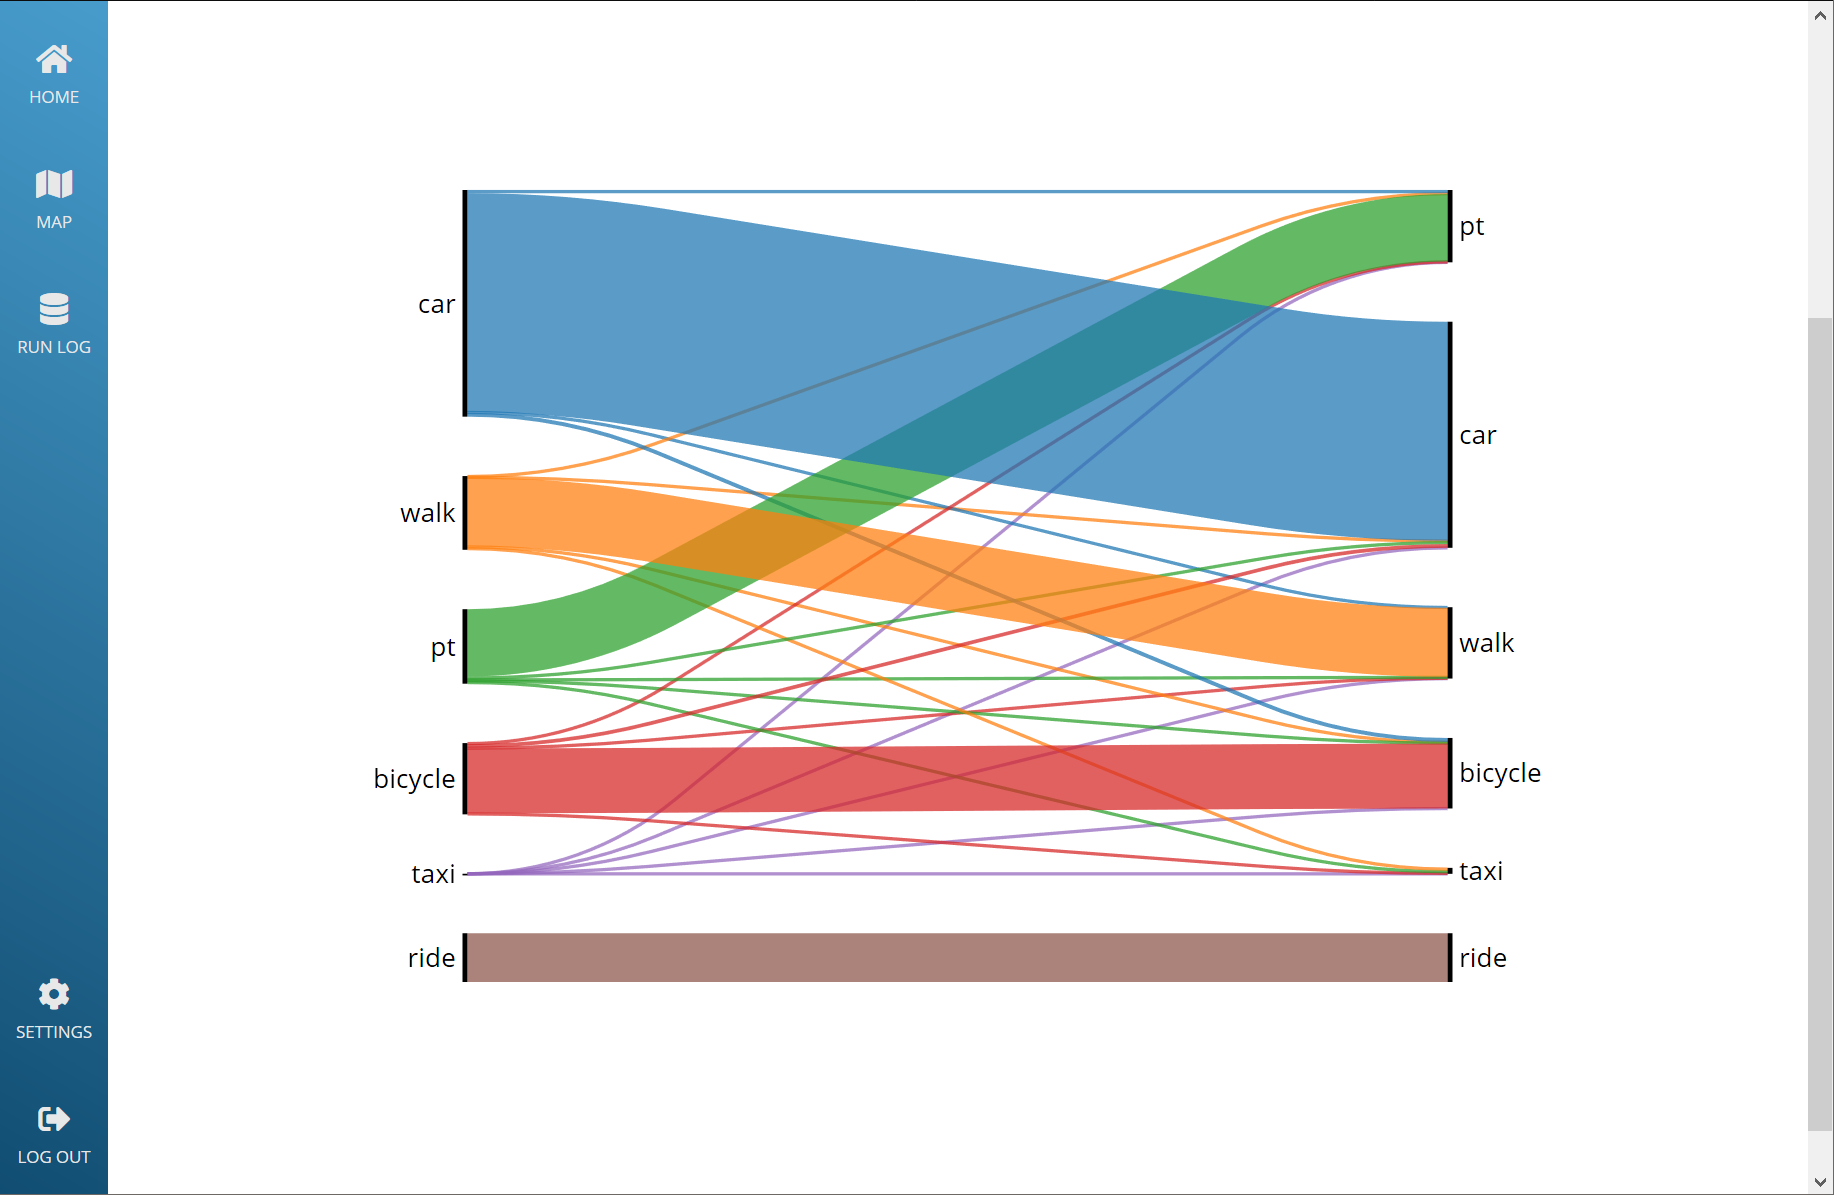 HOME
MAP
RUN LOG
SETTINGS
LOG OUT
car
walk
pt
bicycle
taxi
ride
pt
car
walk
bicycle
taxi
ride